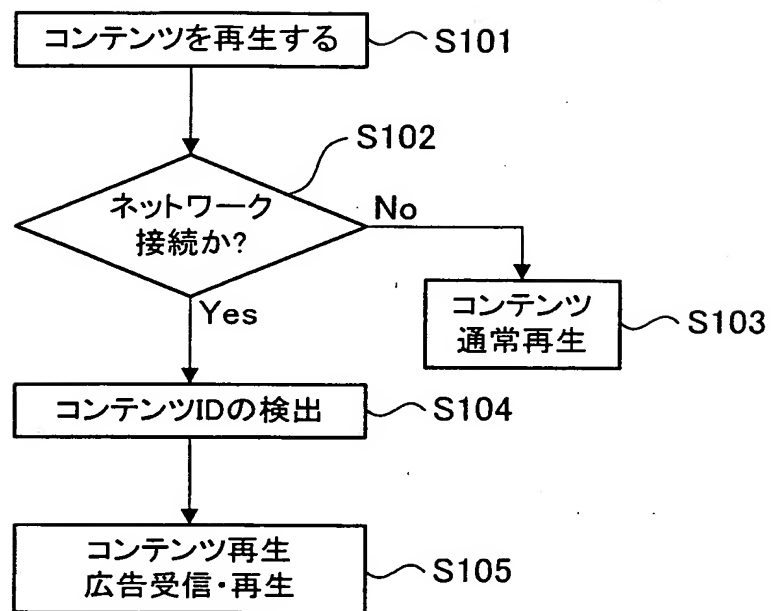 コンテンツを再生する
S101
S102
ネットワーク
接続か?
No
Yes
コンテンツ
通常再生
S103
コンテンツIDの検出
S104
コンテンツ再生
広告受信・再生
S105